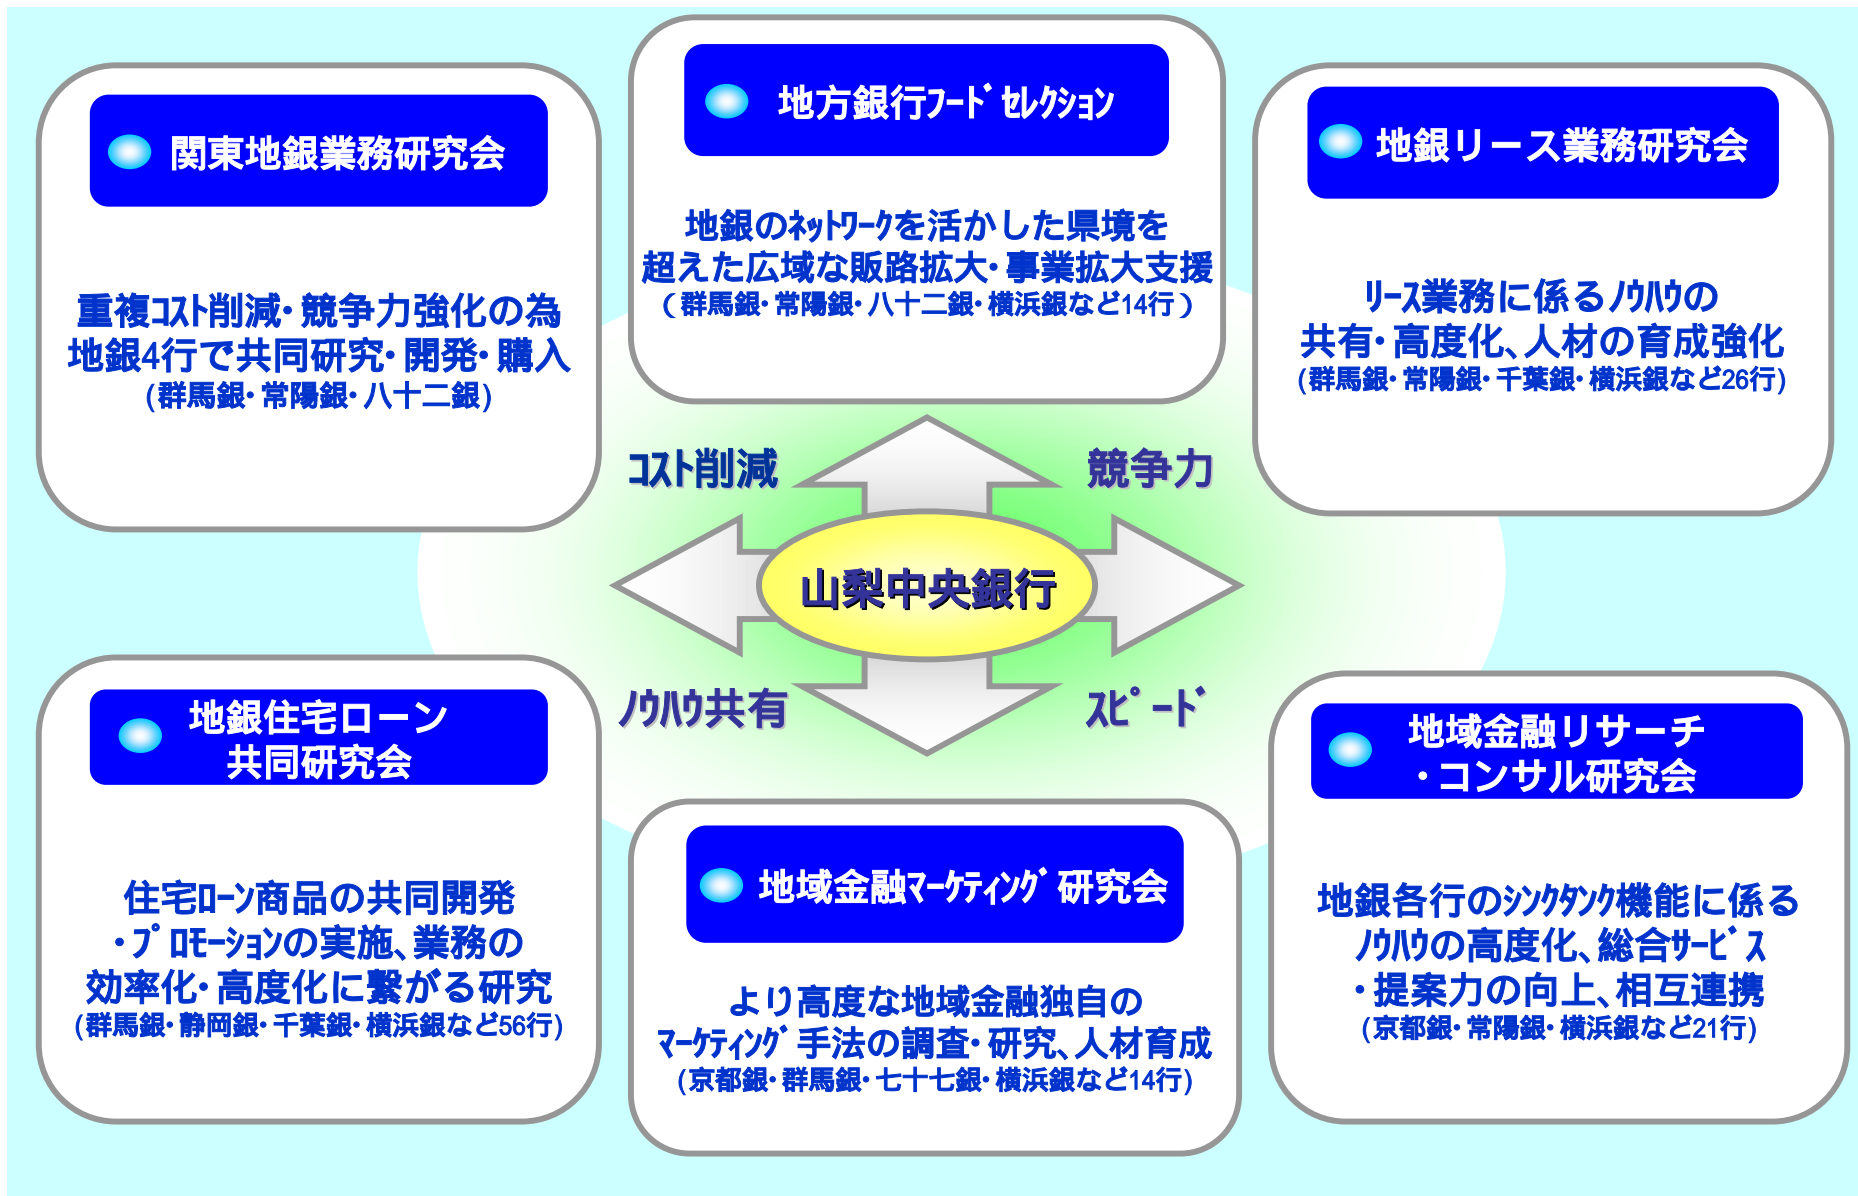 関東地銀業務研究会
重複ｺｽﾄ削減・競争力強化の為
地銀4行で共同研究・開発・購入
(群馬銀・常陽銀・八十二銀)
地方銀行ﾌｰﾄﾞｾﾚｸｼｮﾝ
地銀のﾈｯﾄﾜｰｸを活かした県境を
超えた広域な販路拡大・事業拡大支援
（群馬銀・常陽銀・八十二銀・横浜銀など14行）
地銀リース業務研究会
ﾘｰｽ業務に係るﾉｳﾊｳの
共有・高度化、人材の育成強化
(群馬銀・常陽銀・千葉銀・横浜銀など26行)
ｺｽﾄ削減
競争力
山梨中央銀行
ﾉｳﾊｳ共有
ｽﾋﾟｰﾄﾞ
地銀住宅ローン
共同研究会
住宅ﾛｰﾝ商品の共同開発
・ﾌﾟﾛﾓｰｼｮﾝの実施、業務の
効率化・高度化に繋がる研究
(群馬銀・静岡銀・千葉銀・横浜銀など56行)
地域金融ﾏｰｹﾃｨﾝｸﾞ研究会
より高度な地域金融独自の
ﾏｰｹﾃｨﾝｸﾞ手法の調査・研究、人材育成
(京都銀・群馬銀・七十七銀・横浜銀など14行)
地域金融リサーチ
・コンサル研究会
地銀各行のｼﾝｸﾀﾝｸ機能に係る
ﾉｳﾊｳの高度化、総合ｻｰﾋﾞｽ
・提案力の向上、相互連携
(京都銀・常陽銀・横浜銀など21行)